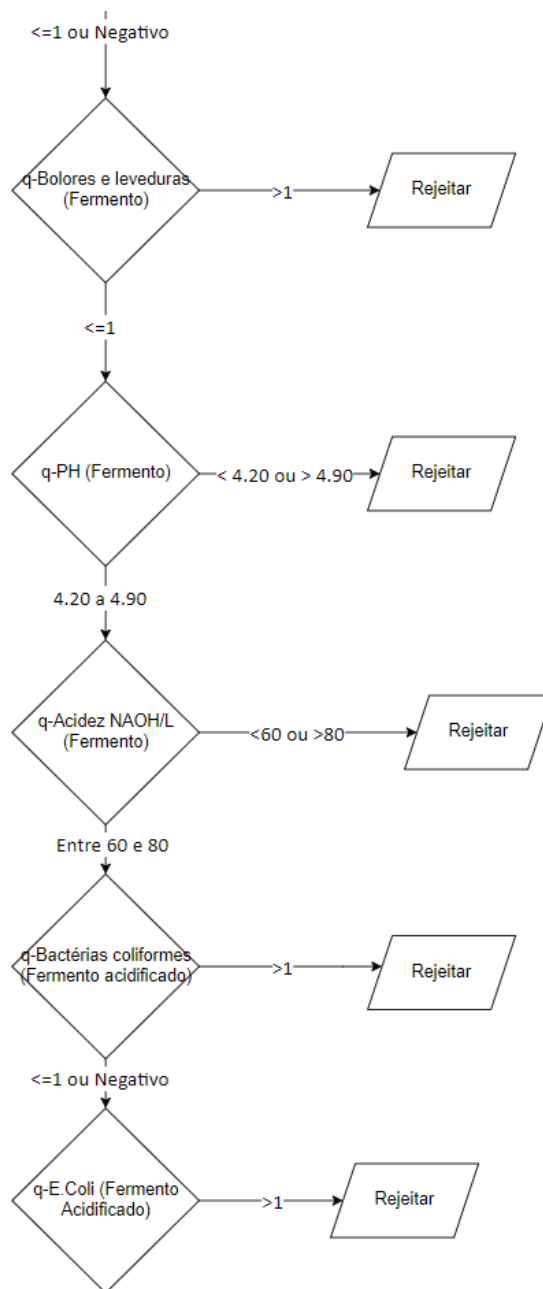 <=1 ou Negativo
q-Bolores e leveduras
(Fermento)
>1
Rejeitar
<=1
q-PH (Fermento)
< 4.20 ou > 4.90
Rejeitar
4.20 a 4.90
q-Acidez NAOH/L
(Fermento)
<60 ou >80
Rejeitar
Entre 60 e 80
q-Bactérias coliformes
(Fermento acidificado)
>1
Rejeitar
<=1 ou Negativo
q-E.Coli (Fermento
Acidificado)
>1
Rejeitar